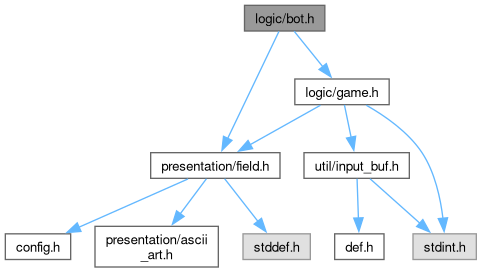 logic/bot.h
logic/game.h
presentation/field.h
util/input_buf.h
config.h
presentation/ascii
_art.h
stddef.h
def.h
stdint.h